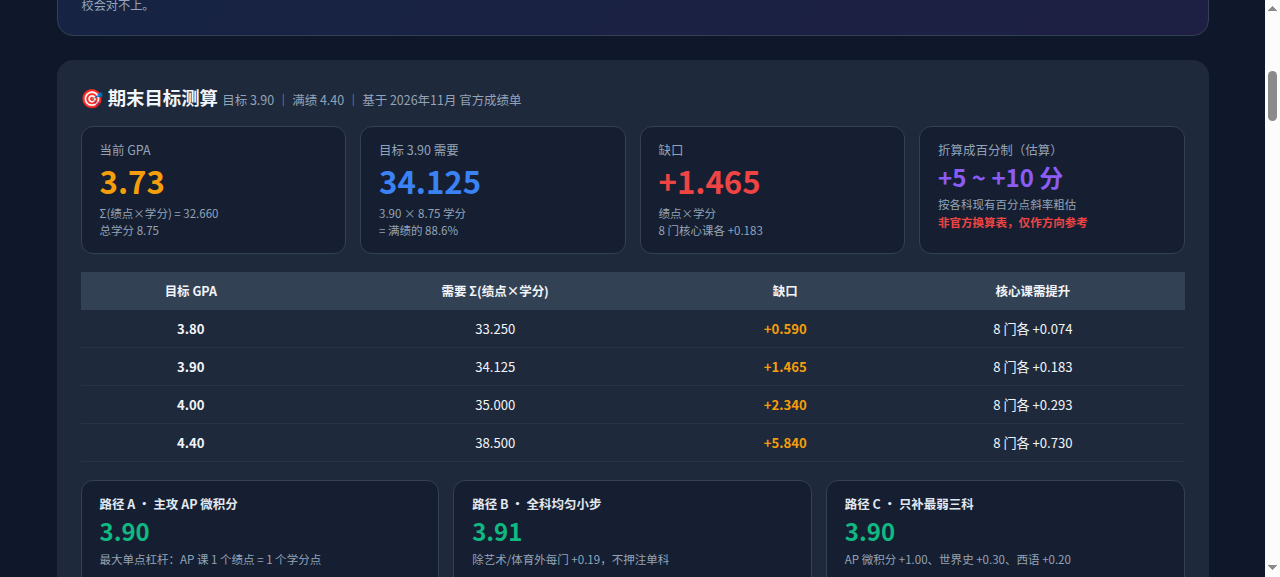 校会对不上。
🎯 期末目标测算 目标 3.90 | 满绩 4.40 | 基于 2026年11月 官方成绩单
当前 GPA
3.73
Σ(绩点×学分) = 32.660
总学分 8.75
目标 3.90 需要
34.125
3.90 × 8.75 学分
= 满绩的 88.6%
缺口
+1.465
绩点×学分
8 门核心课各 +0.183
折算成百分制（估算）
+5 ~ +10 分
按各科现有百分点斜率粗估
非官方换算表，仅作方向参考
目标 GPA 需要 Σ(绩点×学分) 缺口 核心课需提升
3.80 33.250 +0.590 8 门各 +0.074
3.90 34.125 +1.465 8 门各 +0.183
4.00 35.000 +2.340 8 门各 +0.293
4.40 38.500 +5.840 8 门各 +0.730
路径 A · 主攻 AP 微积分
3.90
最大单点杠杆：AP 课 1 个绩点 = 1 个学分点
路径 B · 全科均匀小步
3.91
除艺术/体育外每门 +0.19，不押注单科
路径 C · 只补最弱三科
3.90
AP 微积分 +1.00、世界史 +0.30、西语 +0.20